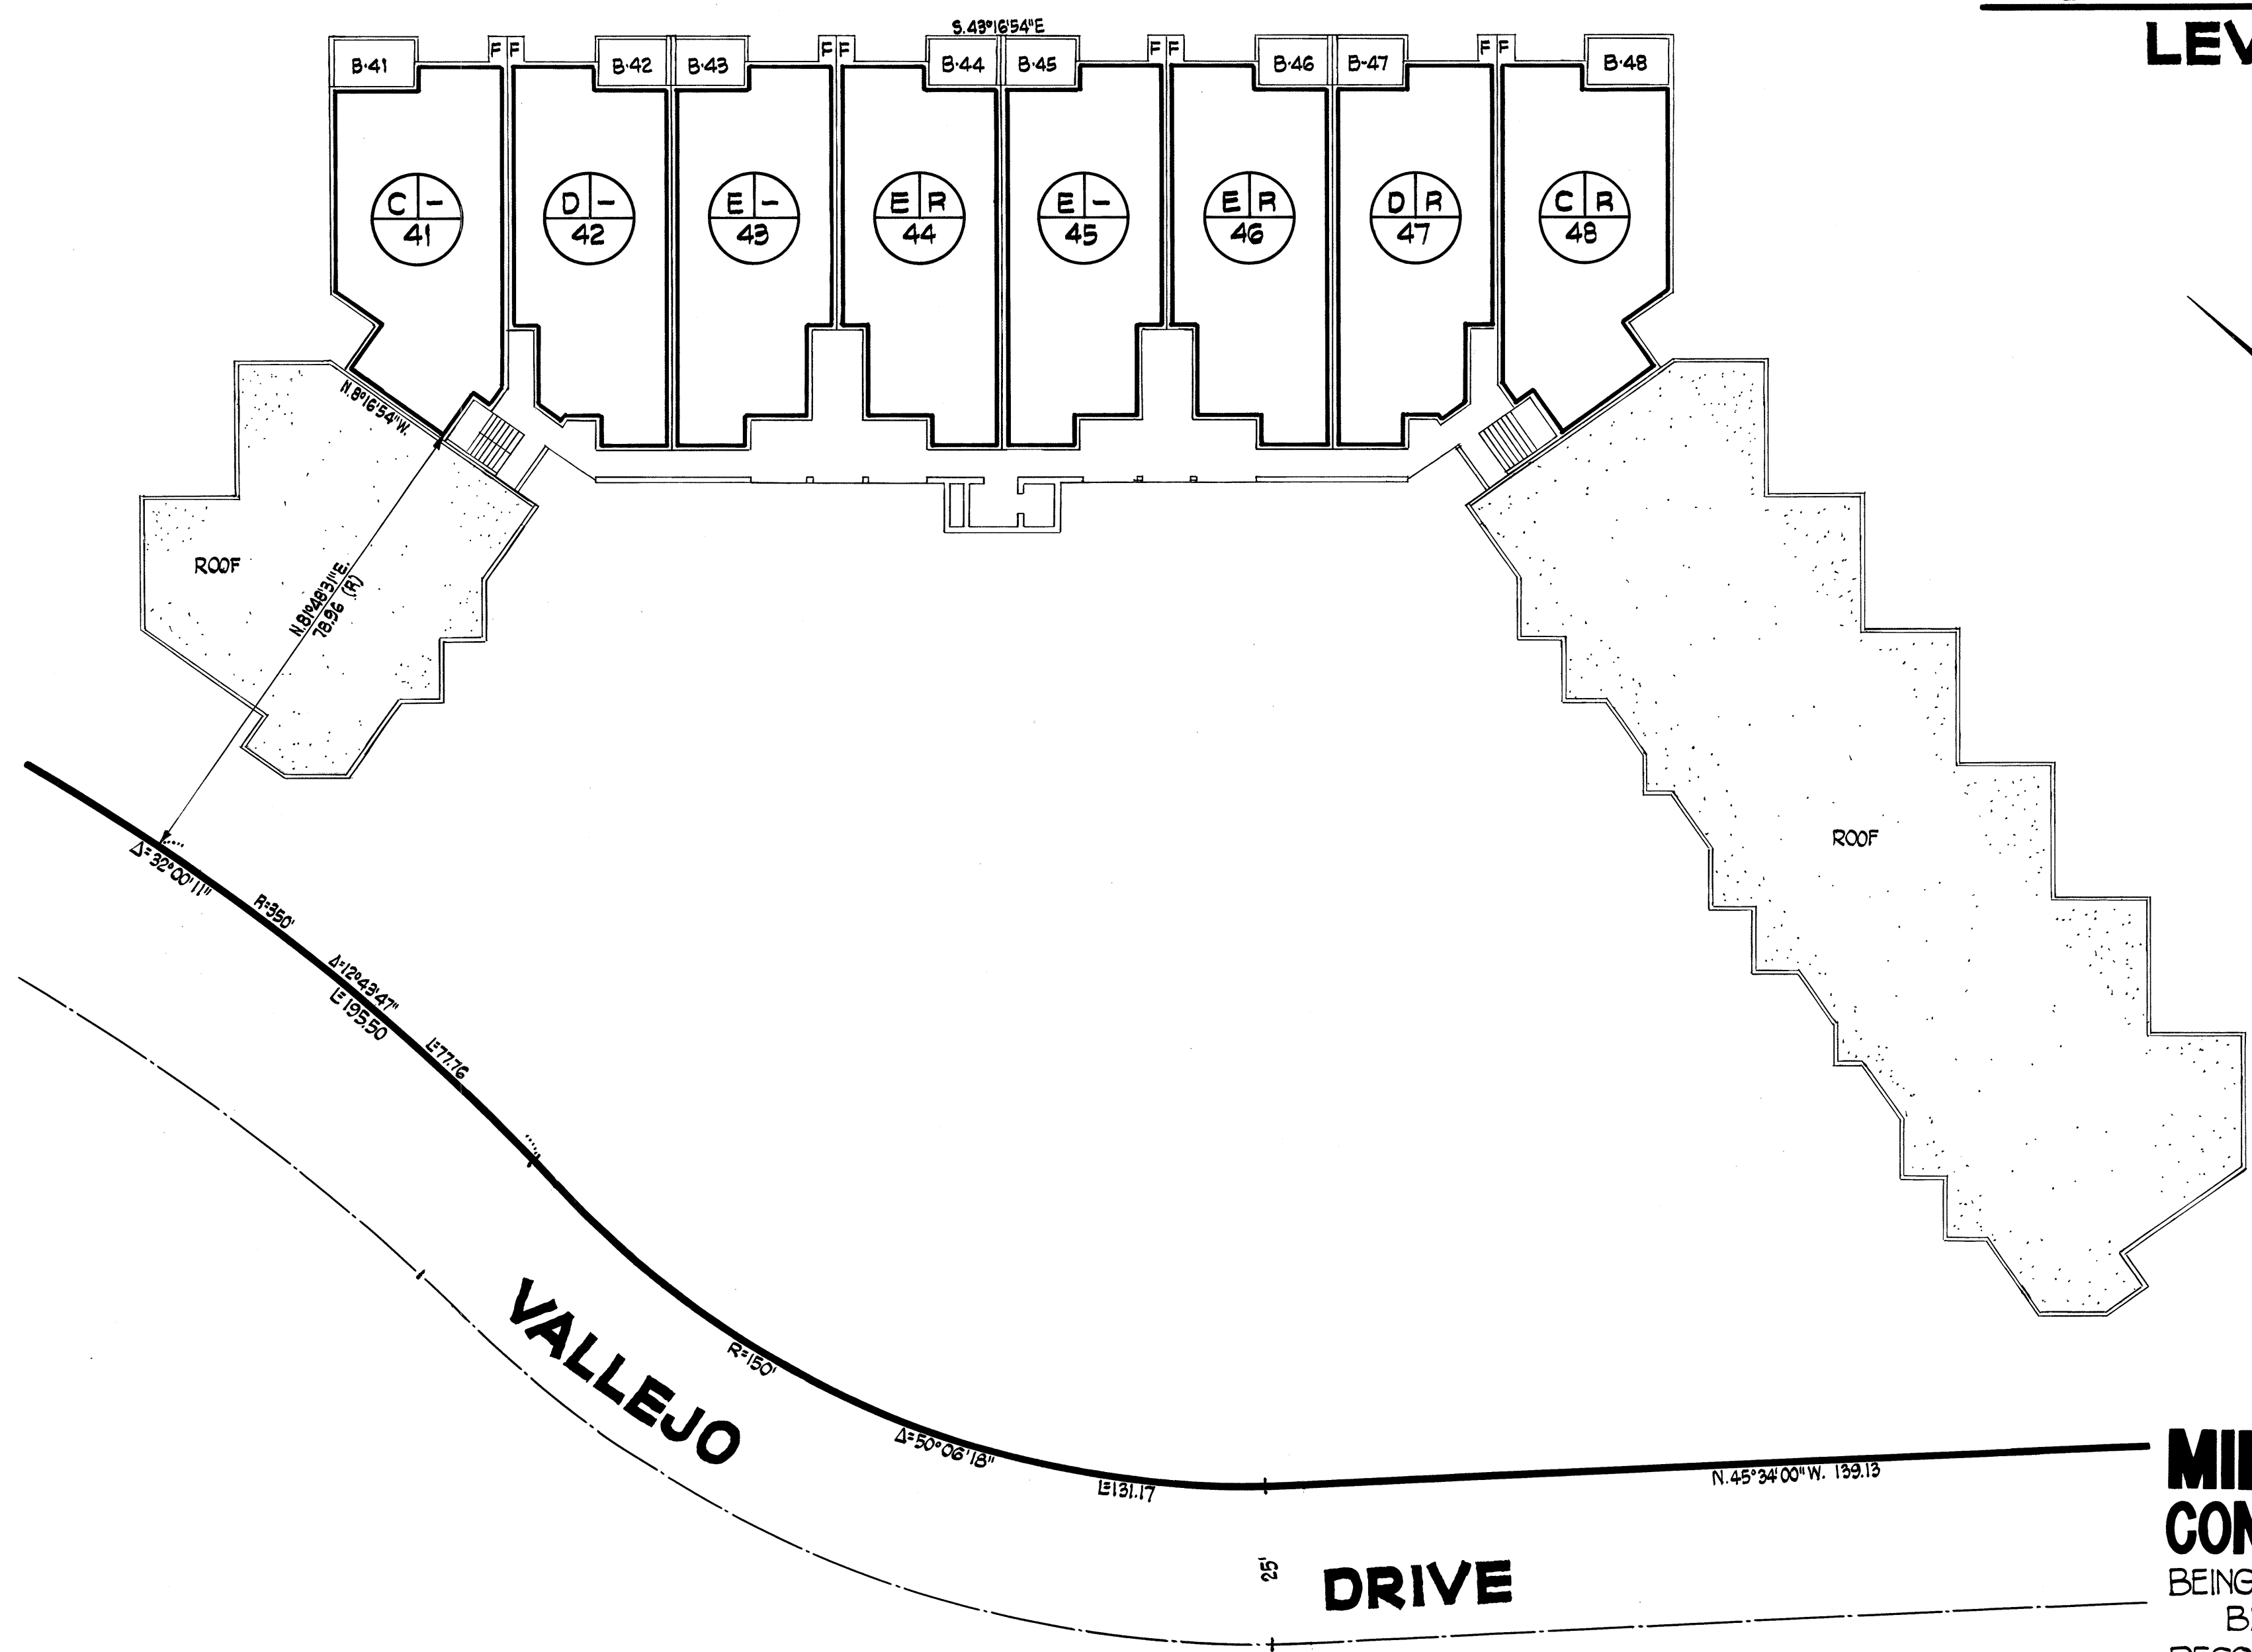 S.43°16'54"E
LEV
B·41
F F
B·42
B·43
F F
B·44
B·45
F F
B·46
B-47
F F
B·48
C -
41
D -
42
E -
43
E R
44
E -
45
E R
46
D R
47
C R
48
N.8°16'54"W.
ROOF
N.81°48'31"E.
78.96 (R)
ROOF
Δ=32°00'11"
R=350'
Δ=12°43'47"
L=195.50
L=77.76
VALLEJO
R=150'
Δ=50°06'18"
L=131.17
N.45°34'00"W. 139.13
25'
DRIVE
CON
BEING